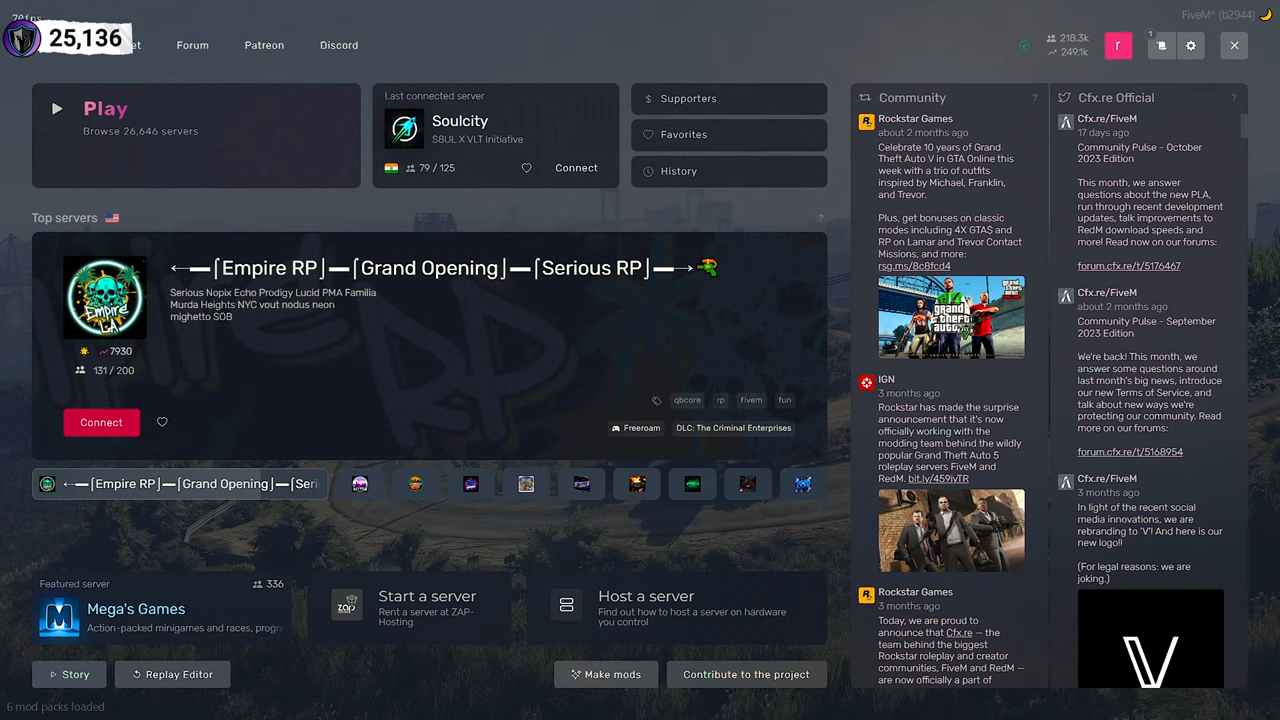 FiveM* (b2944)
25,136
Forum
Patreon
Discord
218.3k
249.1k
r
1
Play
Browse 26,646 servers
Last connected server
Soulcity
S8UL X VLT Initiative
79 / 125
Connect
$ Supporters
Favorites
History
Top servers
?
Empire L.A
←—⌠Empire RP⌡—⌠Grand Opening⌡—⌠Serious RP⌡—→
Serious Nopix Echo Prodigy Lucid PMA Familia
Murda Heights NYC vout nodus neon
mighetto SOB
7930
131 / 200
Connect
qbcore
rp
fivem
fun
Freeroam
DLC: The Criminal Enterprises
←—⌠Empire RP⌡—⌠Grand Opening⌡—⌠Seri
Featured server
336
Mega's Games
Action-packed minigames and races, progr
zap
Start a server
Rent a server at ZAP-
Hosting
Host a server
Find out how to host a server on hardware
you control
Story
Replay Editor
Make mods
Contribute to the project
6 mod packs loaded
Community
?
Rockstar Games
about 2 months ago
Celebrate 10 years of Grand
Theft Auto V in GTA Online this
week with a trio of outfits
inspired by Michael, Franklin,
and Trevor.
Plus, get bonuses on classic
modes including 4X GTA$ and
RP on Lamar and Trevor Contact
Missions, and more:
rsg.ms/8c8fcd4
grand
theft
auto
IGN
3 months ago
Rockstar has made the surprise
announcement that it's now
officially working with the
modding team behind the wildly
popular Grand Theft Auto 5
roleplay servers FiveM and
RedM. bit.ly/459iyTR
Rockstar Games
3 months ago
Today, we are proud to
announce that Cfx.re — the
team behind the biggest
Rockstar roleplay and creator
communities, FiveM and RedM —
are now officially a part of
Cfx.re Official
?
Cfx.re/FiveM
17 days ago
Community Pulse - October
2023 Edition
This month, we answer
questions about the new PLA,
run through recent development
updates, talk improvements to
RedM download speeds and
more! Read now on our forums:
forum.cfx.re/t/5176467
Cfx.re/FiveM
about 2 months ago
Community Pulse - September
2023 Edition
We're back! This month, we
answer some questions around
last month's big news, introduce
our new Terms of Service, and
talk about new ways we're
protecting our community. Read
more on our forums:
forum.cfx.re/t/5168954
Cfx.re/FiveM
3 months ago
In light of the recent social
media innovations, we are
rebranding to 'V'! And here is our
new logo!!
(For legal reasons: we are
joking.)
V